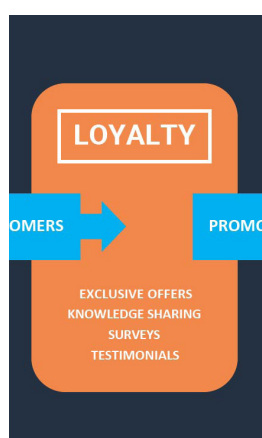 LOYALTY
OMERS
PROMO
EXCLUSIVE OFFERS
KNOWLEDGE SHARING
SURVEYS
TESTIMONIALS